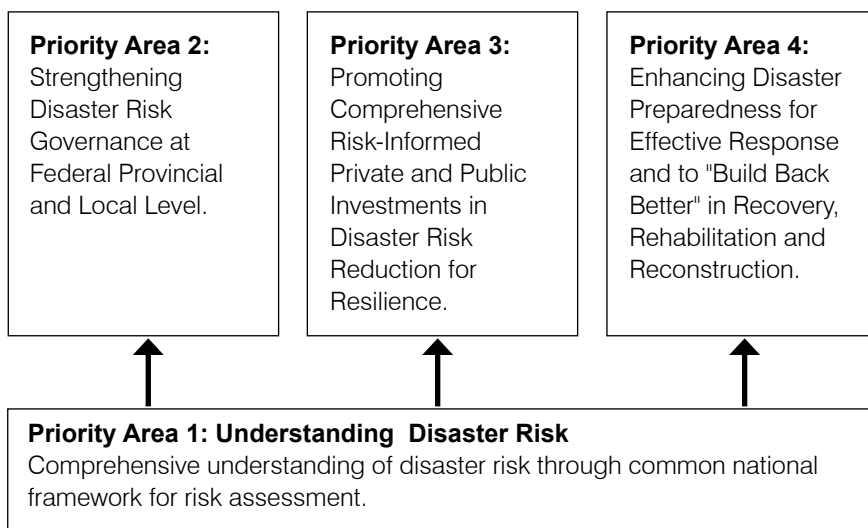 Priority Area 2:
Strengthening
Disaster Risk
Governance at
Federal Provincial
and Local Level.
Priority Area 3:
Promoting
Comprehensive
Risk-Informed
Private and Public
Investments in
Disaster Risk
Reduction for
Resilience.
Priority Area 4:
Enhancing Disaster
Preparedness for
Effective Response
and to "Build Back
Better" in Recovery,
Rehabilitation and
Reconstruction.
Priority Area 1: Understanding  Disaster Risk
Comprehensive understanding of disaster risk through common national
framework for risk assessment.